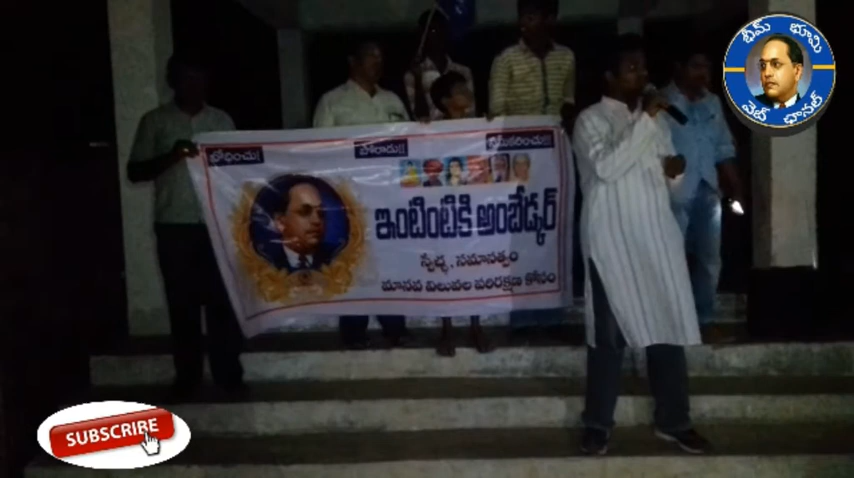 భీమ్ భూమి
వెబ్ ఛానల్
బోధించు! పోరాడు!! సమీకరించు!!!
ఇంటింటికి అంబేడ్కర్
స్వేచ్ఛ, సమానత్వం
మానవ విలువల పరిరక్షణ కోసం
SUBSCRIBE